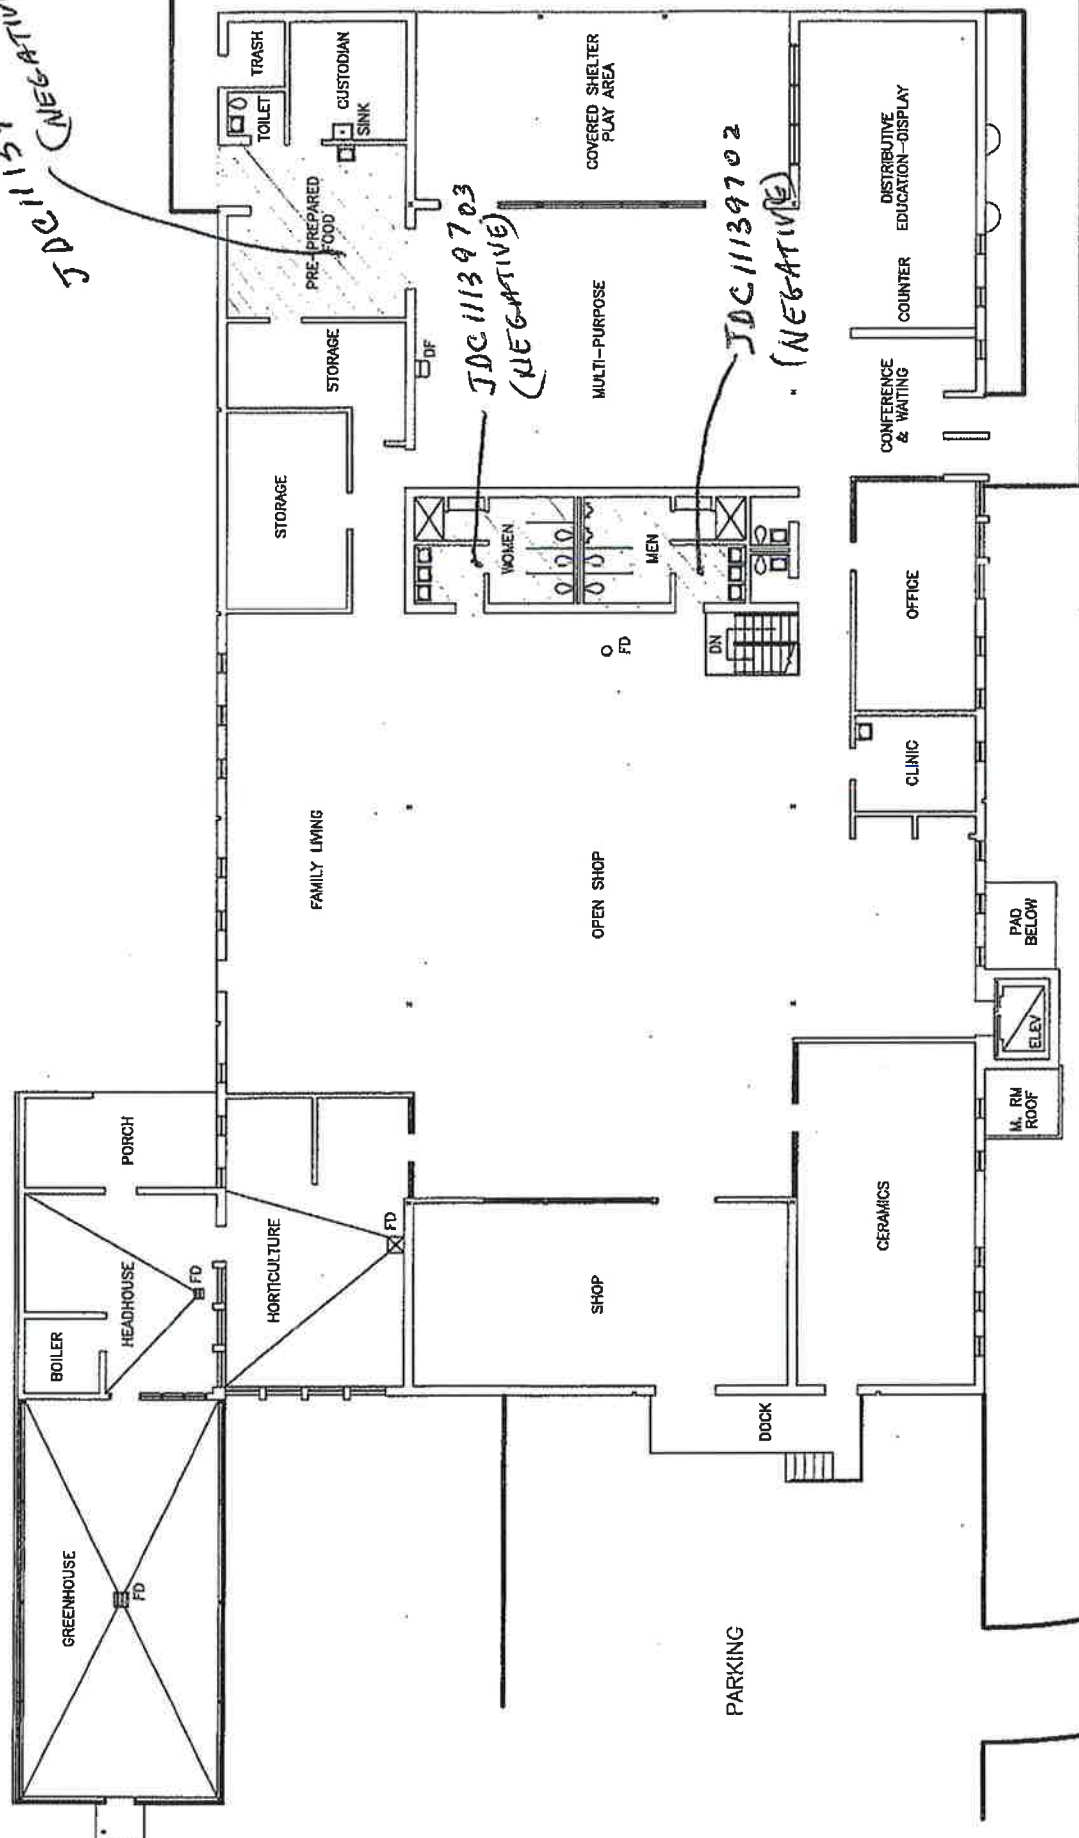 GREENHOUSE
FD
BOILER
HEADHOUSE
FD
PORCH
HORTICULTURE
FD
FAMILY LIVING
STORAGE
STORAGE
DF
PRE-PREPARED
FOOD
TOILET
TRASH
CUSTODIAN
SINK
(NEGATIV
JDC11139703
(NEGATIVE)
WOMEN
MEN
SHOP
OPEN SHOP
FD
DN
MULTI-PURPOSE
COVERED SHELTER
PLAY AREA
JDC11139702
(NEGATIVE)
PARKING
DOCK
CERAMICS
CLINIC
OFFICE
CONFERENCE
& WAITING
COUNTER
DISTRIBUTIVE
EDUCATION-DISPLAY
M. RM
ROOF
ELEV
PAD
BELOW